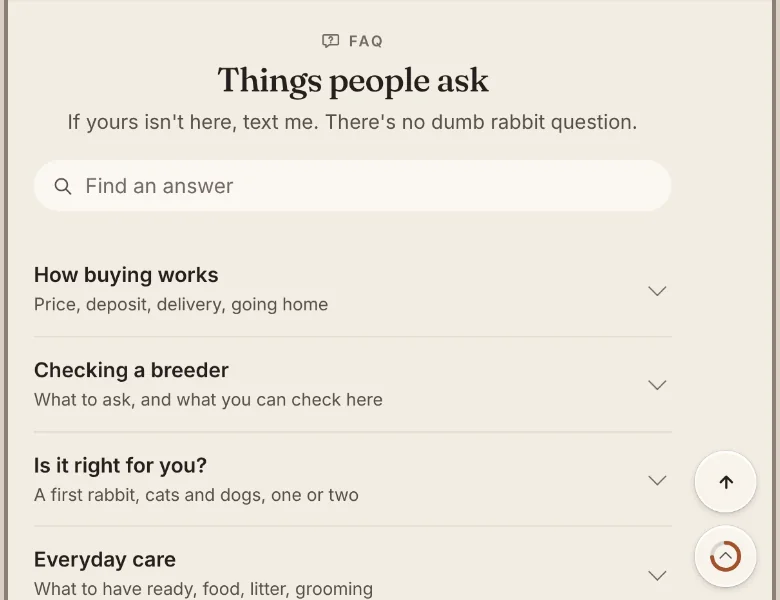 FAQ
Things people ask
If yours isn't here, text me. There's no dumb rabbit question.
Find an answer
How buying works
Price, deposit, delivery, going home
Checking a breeder
What to ask, and what you can check here
Is it right for you?
A first rabbit, cats and dogs, one or two
Everyday care
What to have ready, food, litter, grooming